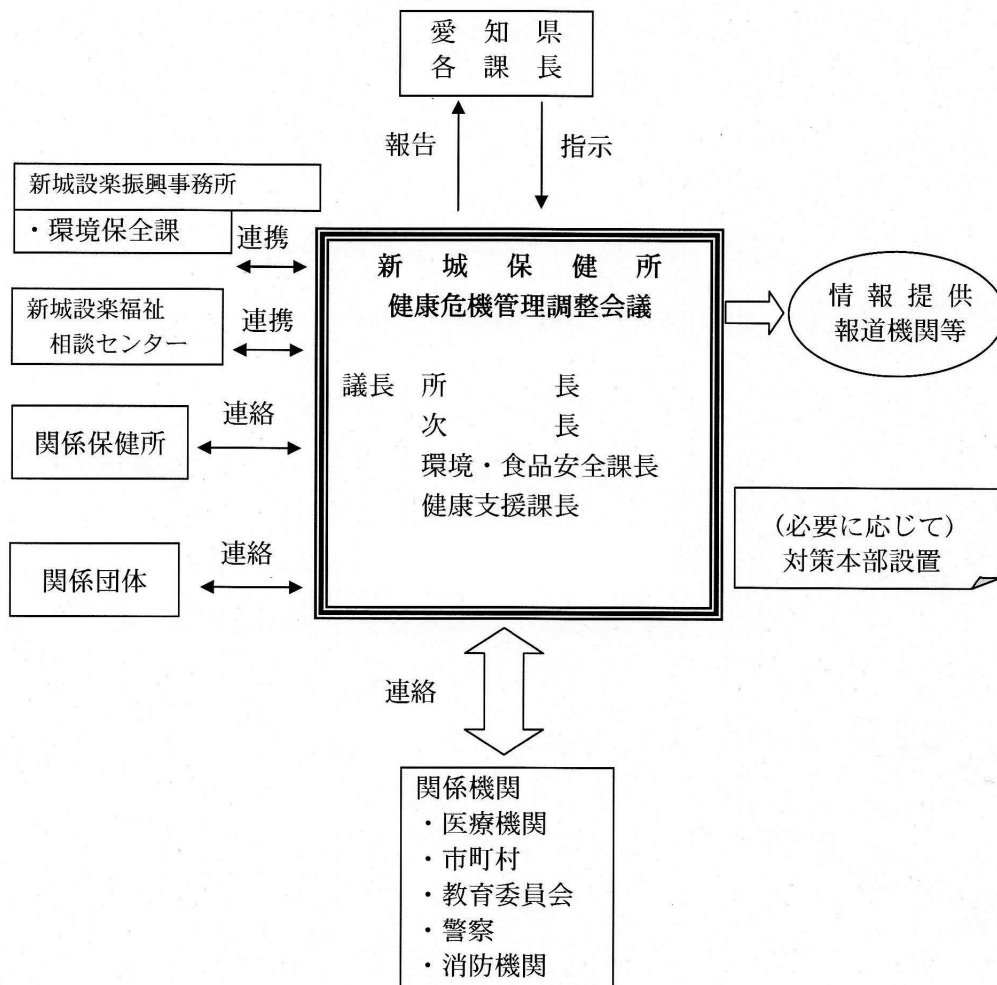 愛知県
各課長
報告
指示
新城設楽振興事務所
・環境保全課
連携
新城設楽福祉
相談センター
連携
関係保健所
連絡
関係団体
連絡
新城保健所
健康危機管理調整会議
議長 所長
次長
環境・食品安全課長
健康支援課長
情報提供
報道機関等
(必要に応じて)
対策本部設置
連絡
関係機関
・医療機関
・市町村
・教育委員会
・警察
・消防機関